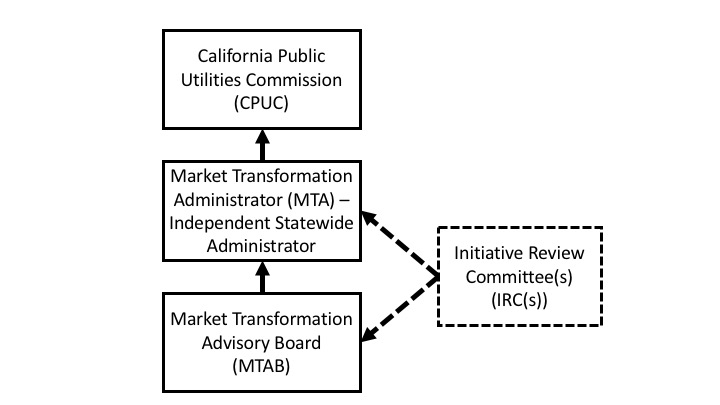 California Public
Utilities Commission
(CPUC)
Market Transformation
Administrator (MTA) –
Independent Statewide
Administrator
Initiative Review
Committee(s)
(IRC(s))
Market Transformation
Advisory Board
(MTAB)